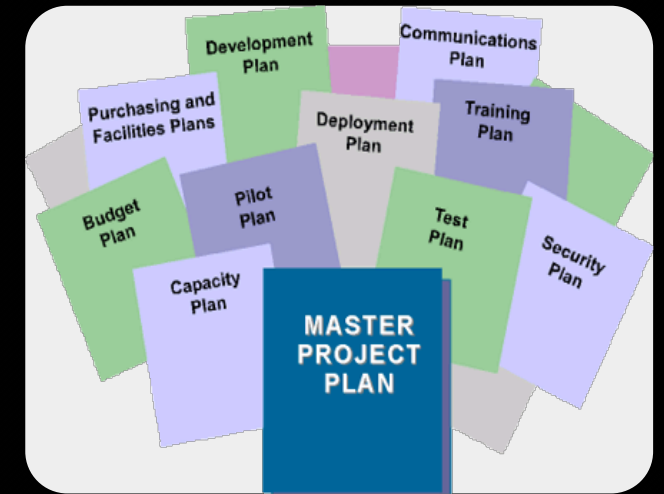 Development
Plan
Communications
Plan
Purchasing and
Facilities Plans
Deployment
Plan
Training
Plan
Budget
Plan
Pilot
Plan
Test
Plan
Security
Plan
Capacity
Plan
MASTER
PROJECT
PLAN